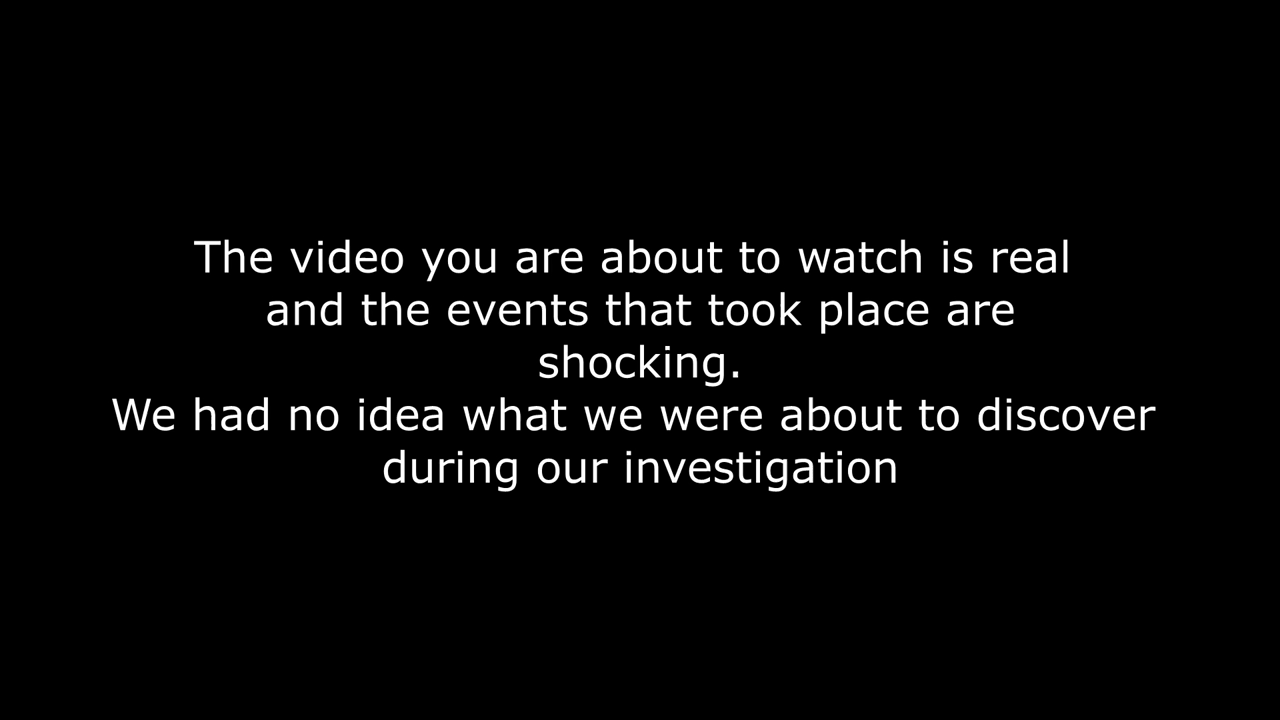 The video you are about to watch is real
and the events that took place are
shocking.
We had no idea what we were about to discover
during our investigation